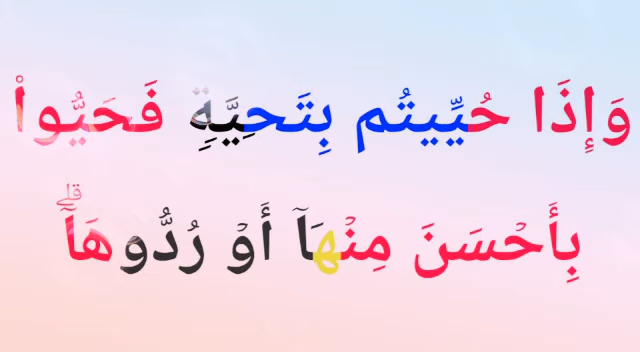 وَإِذَا حُيِّيتُم بِتَحِيَّةٍ فَحَيُّوا۟
بِأَحْسَنَ مِنْهَآ أَوْ رُدُّوهَآ ۗ